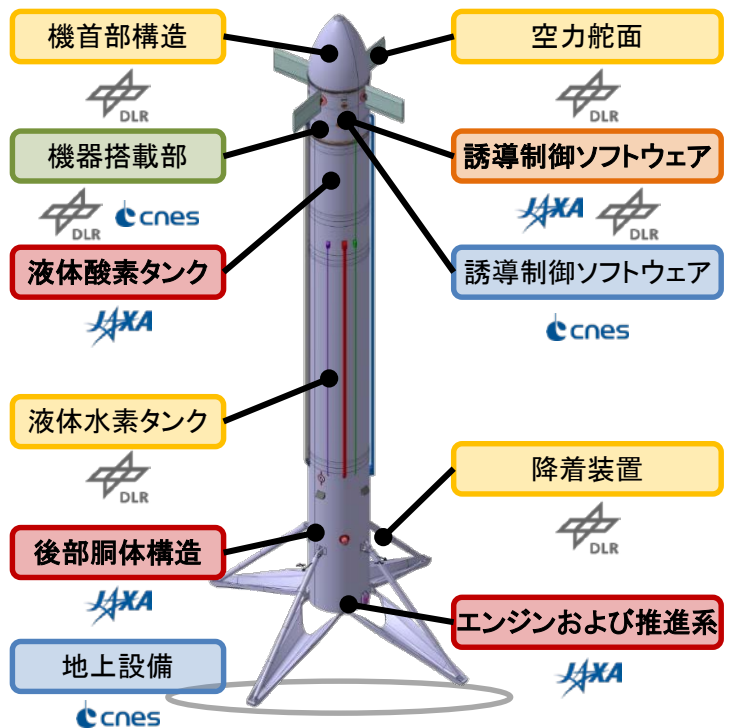 機首部構造
DLR
機器搭載部
DLR cnes
液体酸素タンク
JAXA
液体水素タンク
DLR
後部胴体構造
JAXA
地上設備
cnes
空力舵面
DLR
誘導制御ソフトウェア
JAXA DLR
誘導制御ソフトウェア
cnes
降着装置
DLR
エンジンおよび推進系
JAXA